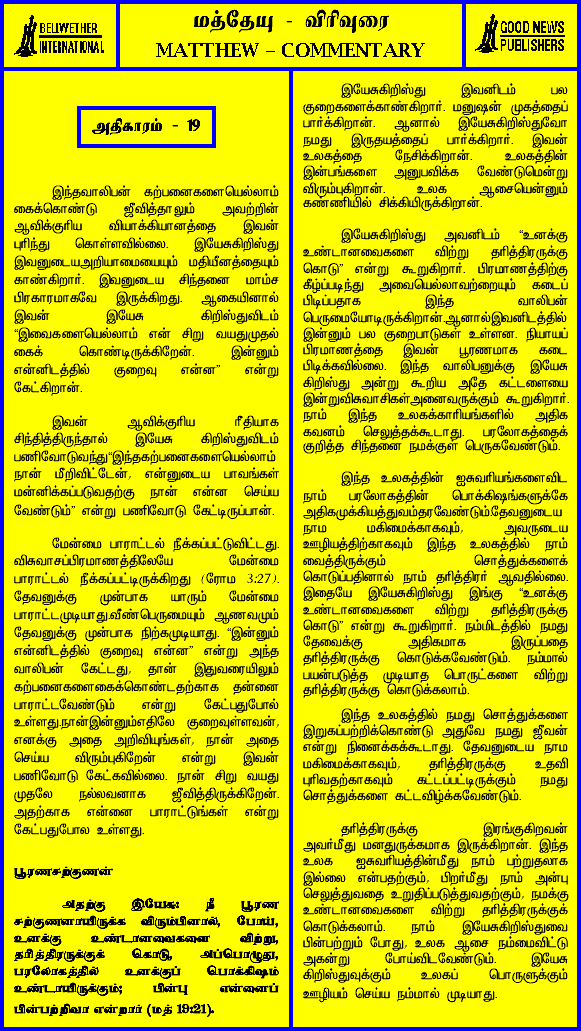 BELWETHER
INTERNATIONAL
மத்தேயு - விரிவுரை
MATTHEW – COMMENTARY
GOOD NEWS
PUBLISHERS
அதிகாரம் - 19
இந்தவாலிபன் கற்பனைகளையெல்லாம்
கைக்கொண்டு ஜீவித்தாலும் அவற்றின்
ஆவிக்குரிய வியாக்கியானத்தை இவன்
புரிந்து கொள்ளவில்லை. இயேசுகிறிஸ்து
இவனுடையஅறியாமையையும் மதியீனத்தையும்
காண்கிறார். இவனுடைய சிந்தனை மாம்ச
பிரகாரமாகவே இருக்கிறது. ஆகையினால்
இவன் இயேசு கிறிஸ்துவிடம்
“இவைகளையெல்லாம் என் சிறு வயதுமுதல்
கைக் கொண்டிருக்கிறேன். இன்னும்
என்னிடத்தில் குறைவு என்ன” என்று
கேட்கிறான்.
இவன் ஆவிக்குரிய ரீதியாக
சிந்தித்திருந்தால் இயேசு கிறிஸ்துவிடம்
பணிவோடுவந்து“இந்தகற்பனைகளையெல்லாம்
நான் மீறிவிட்டேன், என்னுடைய பாவங்கள்
மன்னிக்கப்படுவதற்கு நான் என்ன செய்ய
வேண்டும்” என்று பணிவோடு கேட்டிருப்பான்.
மேன்மை பாராட்டல் நீக்கப்பட்டுவிட்டது.
விசுவாசப்பிரமாணத்திலேயே மேன்மை
பாராட்டல் நீக்கப்பட்டிருக்கிறது (ரோம 3:27).
தேவனுக்கு முன்பாக யாரும் மேன்மை
பாராட்டமுடியாது.வீண்பெருமையும் ஆணவமும்
தேவனுக்கு முன்பாக நிற்கமுடியாது. “இன்னும்
என்னிடத்தில் குறைவு என்ன” என்று அந்த
வாலிபன் கேட்டது, தான் இதுவரையிலும்
கற்பனைகளைகைக்கொண்டதற்காக தன்னை
பாராட்டவேண்டும் என்று கேட்பதுபோல்
உள்ளது.நான்இன்னும்எதிலே குறைவுள்ளவன்,
எனக்கு அதை அறிவியுங்கள், நான் அதை
செய்ய விரும்புகிறேன் என்று இவன்
பணிவோடு கேட்கவில்லை. நான் சிறு வயது
முதலே நல்லவனாக ஜீவித்திருக்கிறேன்.
அதற்காக என்னை பாராட்டுங்கள் என்று
கேட்பதுபோல உள்ளது.
பூரணசற்குணன்
அதற்கு இயேசு: நீ பூரண
சற்குணனாயிருக்க விரும்பினால், போய்,
உனக்கு உண்டானவைகளை விற்று,
தரித்திரருக்குக் கொடு, அப்பொழுது,
பரலோகத்தில் உனக்குப் பொக்கிஷம்
உண்டாயிருக்கும்; பின்பு என்னைப்
பின்பற்றிவா என்றார் (மத் 19:21).
இயேசுகிறிஸ்து இவனிடம் பல
குறைகளைக்காண்கிறார். மனுஷன் முகத்தைப்
பார்க்கிறான். ஆனால் இயேசுகிறிஸ்துவோ
நமது இருதயத்தைப் பார்க்கிறார். இவன்
உலகத்தை நேசிக்கிறான். உலகத்தின்
இன்பங்களை அனுபவிக்க வேண்டுமென்று
விரும்புகிறான். உலக ஆசையென்னும்
கண்ணியில் சிக்கியிருக்கிறான்.
இயேசுகிறிஸ்து அவனிடம் “உனக்கு
உண்டானவைகளை விற்று தரித்திரருக்கு
கொடு” என்று கூறுகிறார். பிரமாணத்திற்கு
கீழ்ப்படிந்து அவையெல்லாவற்றையும் கடைப்
பிடிப்பதாக இந்த வாலிபன்
பெருமையோடிருக்கிறான்.ஆனால்இவனிடத்தில்
இன்னும் பல குறைபாடுகள் உள்ளன. நியாயப்
பிரமாணத்தை இவன் பூரணமாக கடை
பிடிக்கவில்லை. இந்த வாலிபனுக்கு இயேசு
கிறிஸ்து அன்று கூறிய அதே கட்டளையை
இன்றுவிசுவாசிகள்அனைவருக்கும் கூறுகிறார்.
நாம் இந்த உலகக்காரியங்களில் அதிக
கவனம் செலுத்தக்கூடாது. பரலோகத்தைக்
குறித்த சிந்தனை நமக்குள் பெருகவேண்டும்.
இந்த உலகத்தின் ஐசுவரியங்களைவிட
நாம் பரலோகத்தின் பொக்கிஷங்களுக்கே
அதிகமுக்கியத்துவம்தரவேண்டும்.தேவனுடைய
நாம மகிமைக்காகவும், அவருடைய
ஊழியத்திற்காகவும் இந்த உலகத்தில் நாம்
வைத்திருக்கும் சொத்துக்களைக்
கொடுப்பதினால் நாம் தரித்திரர் ஆவதில்லை.
இதையே இயேசுகிறிஸ்து இங்கு “உனக்கு
உண்டானவைகளை விற்று தரித்திரருக்கு
கொடு” என்று கூறுகிறார். நம்மிடத்தில் நமது
தேவைக்கு அதிகமாக இருப்பதை
தரித்திரருக்கு கொடுக்கவேண்டும். நம்மால்
பயன்படுத்த முடியாத பொருட்களை விற்று
தரித்திரருக்கு கொடுக்கலாம்.
இந்த உலகத்தில் நமது சொத்துக்களை
இறுகப்பற்றிக்கொண்டு அதுவே நமது ஜீவன்
என்று நினைக்கக்கூடாது. தேவனுடைய நாம
மகிமைக்காகவும், தரித்திரருக்கு உதவி
புரிவதற்காகவும் கட்டப்பட்டிருக்கும் நமது
சொத்துக்களை கட்டவிழ்க்கவேண்டும்.
தரித்திரருக்கு இரங்குகிறவன்
அவர்மீது மனதுருக்கமாக இருக்கிறான். இந்த
உலக ஐசுவரியத்தின்மீது நாம் பற்றுதலாக
இல்லை என்பதற்கும், பிறர்மீது நாம் அன்பு
செலுத்துவதை உறுதிப்படுத்துவதற்கும், நமக்கு
உண்டானவைகளை விற்று தரித்திரருக்குக்
கொடுக்கலாம். நாம் இயேசுகிறிஸ்துவை
பின்பற்றும் போது, உலக ஆசை நம்மைவிட்டு
அகன்று போய்விடவேண்டும். இயேசு
கிறிஸ்துவுக்கும் உலகப் பொருளுக்கும்
ஊழியம் செய்ய நம்மால் முடியாது.